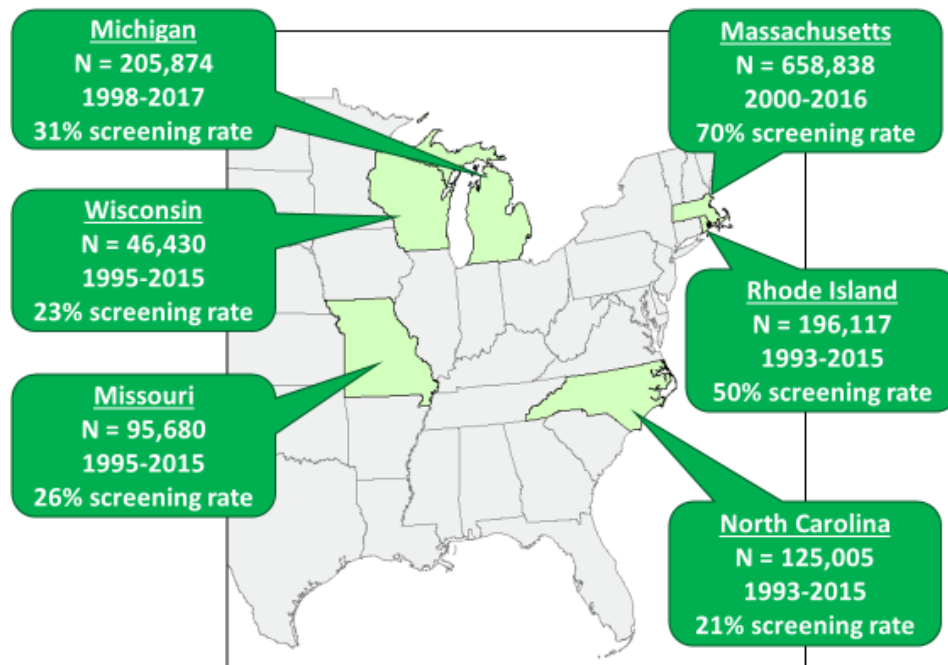 Michigan
N = 205,874
1998-2017
31% screening rate
Massachusetts
N = 658,838
2000-2016
70% screening rate
Wisconsin
N = 46,430
1995-2015
23% screening rate
Rhode Island
N = 196,117
1993-2015
50% screening rate
Missouri
N = 95,680
1995-2015
26% screening rate
North Carolina
N = 125,005
1993-2015
21% screening rate